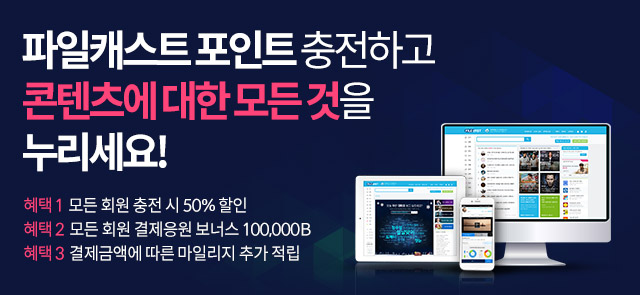 파일캐스트 포인트 충전하고
콘텐츠에 대한 모든 것을
누리세요!
혜택 1 모든 회원 충전 시 50% 할인
혜택 2 모든 회원 결제응원 보너스 100,000B
혜택 3 결제금액에 따른 마일리지 추가 적립